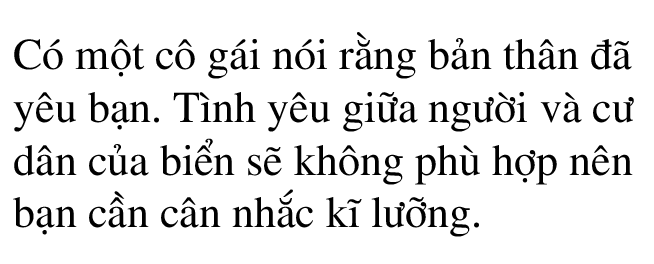 Có một cô gái nói rằng bản thân đã
yêu bạn. Tình yêu giữa người và cư
dân của biển sẽ không phù hợp nên
bạn cần cân nhắc kĩ lưỡng.